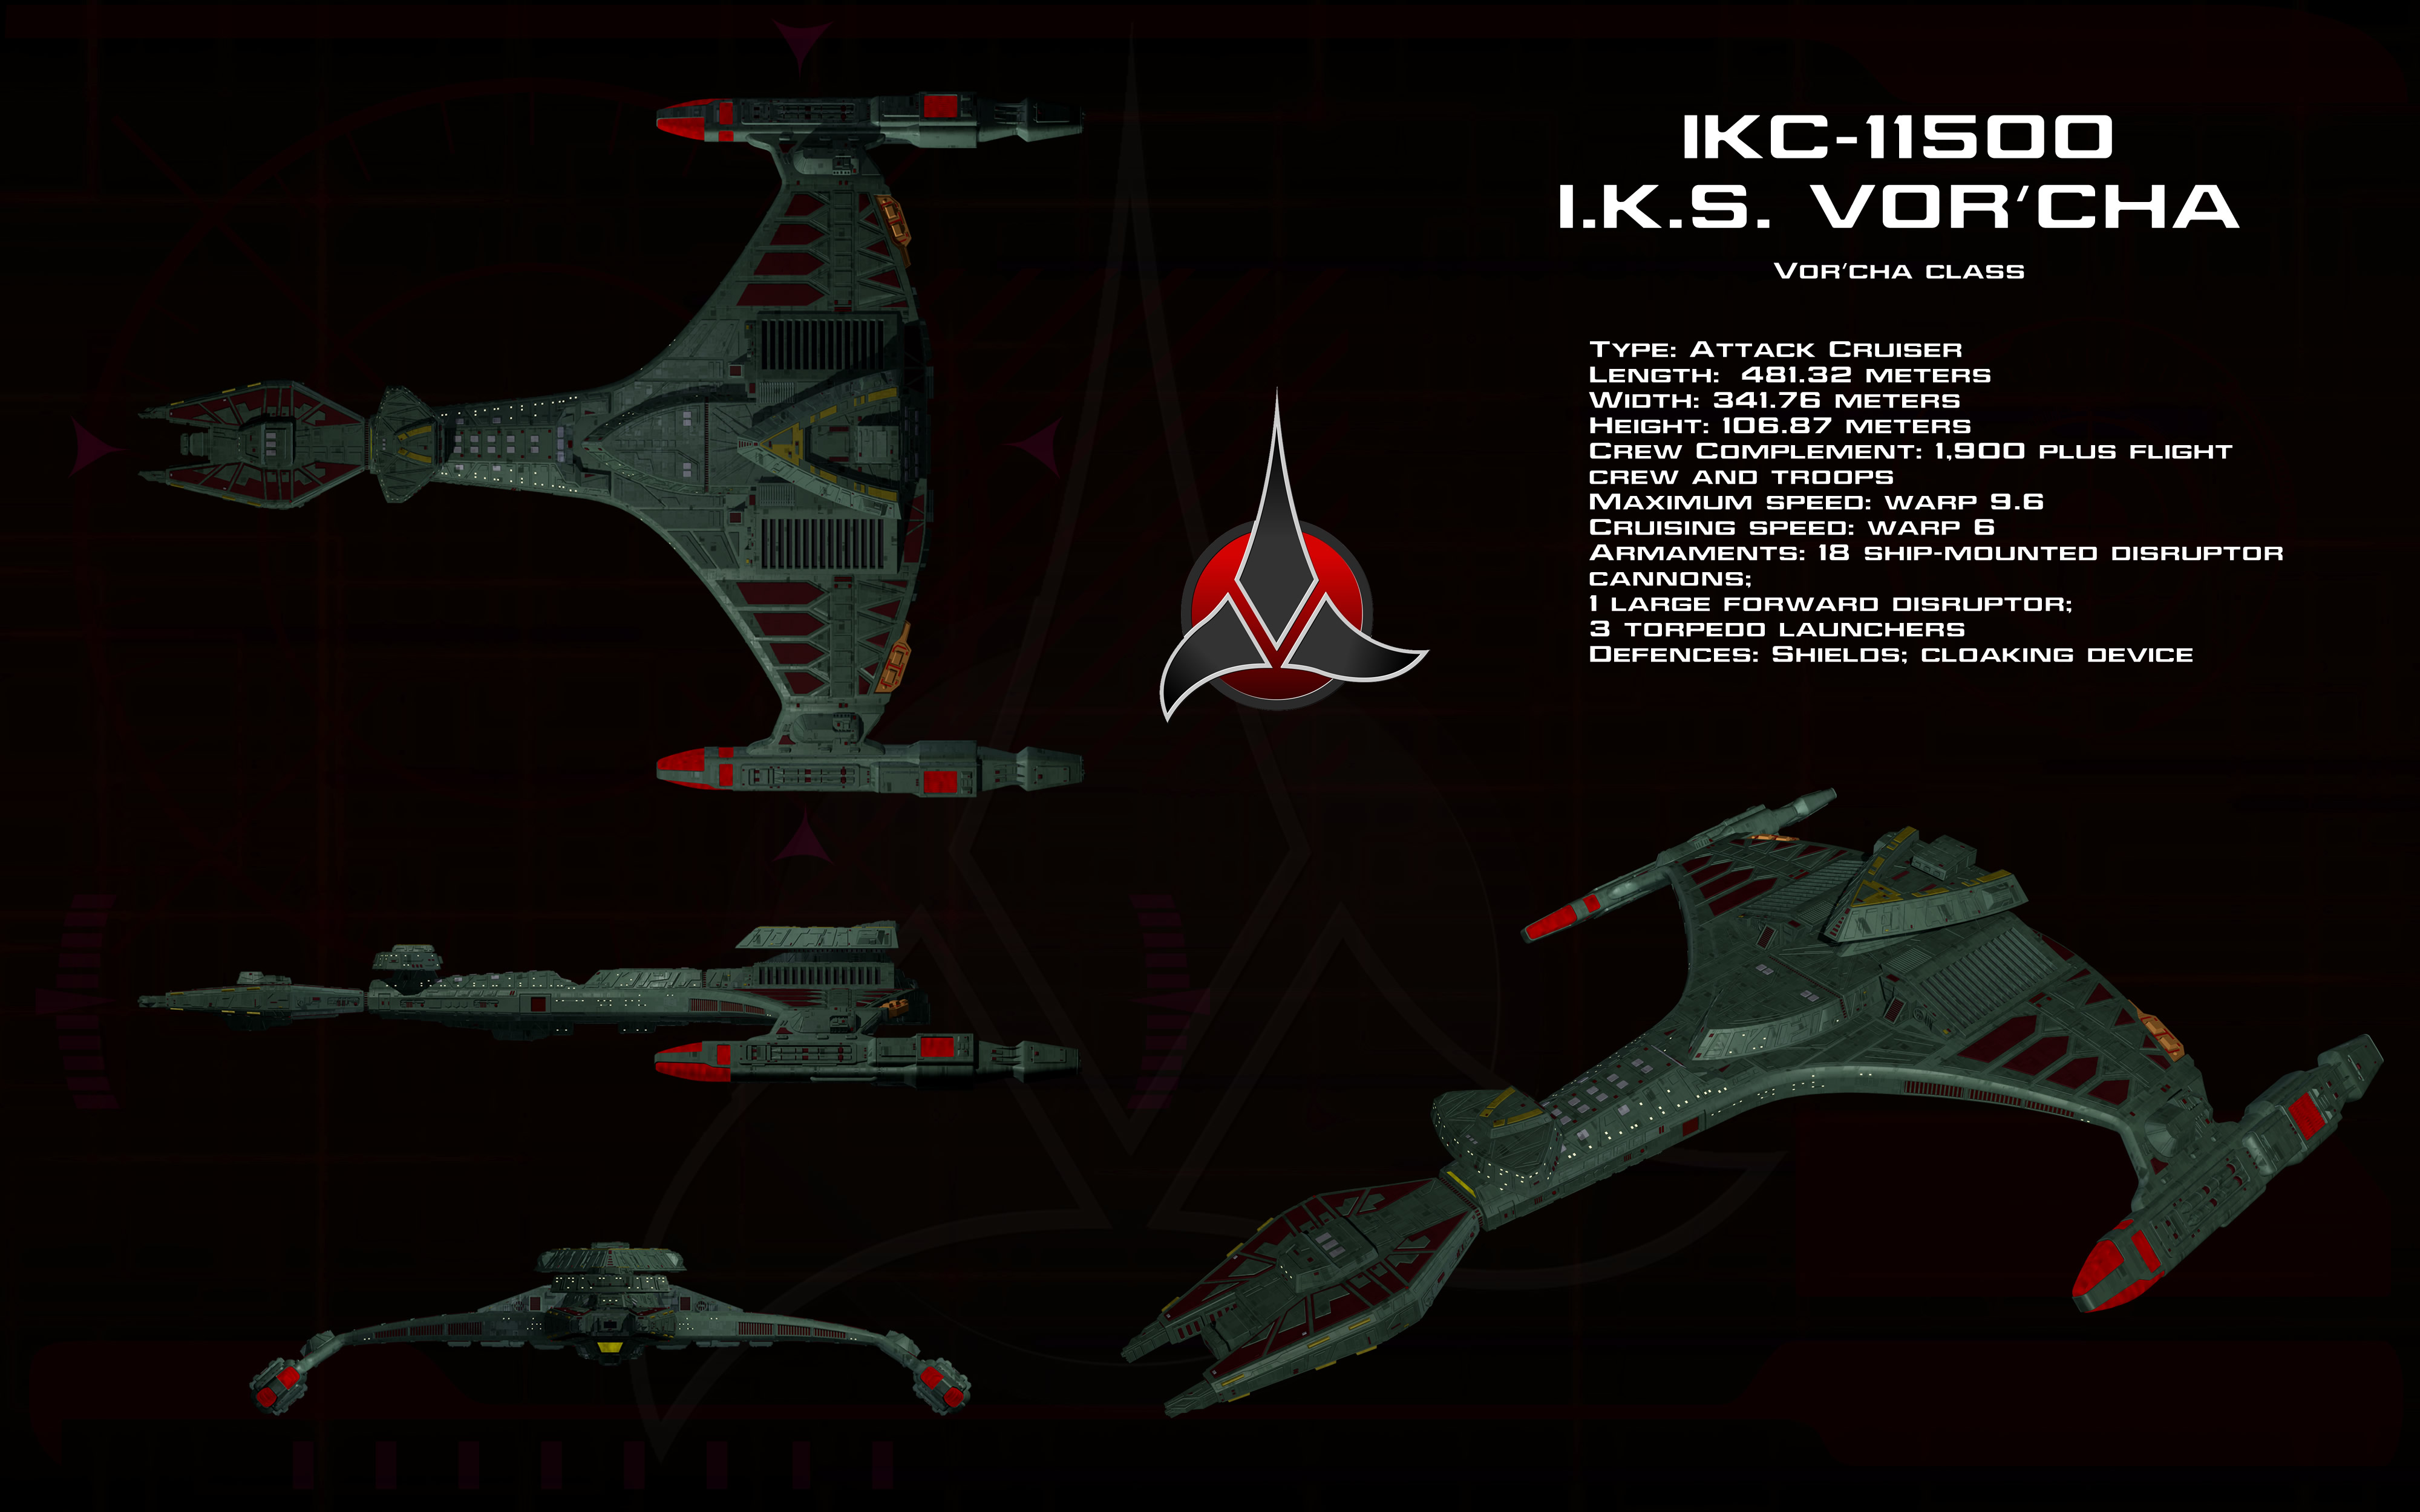 IKC-11500
I.K.S. VOR'CHA
VOR'CHA CLASS
TYPE: ATTACK CRUISER
LENGTH: 481.32 METERS
WIDTH: 341.76 METERS
HEIGHT: 106.87 METERS
CREW COMPLEMENT: 1,900 PLUS FLIGHT
CREW AND TROOPS
MAXIMUM SPEED: WARP 9.6
CRUISING SPEED: WARP 6
ARMAMENTS: 18 SHIP-MOUNTED DISRUPTOR
CANNONS;
1 LARGE FORWARD DISRUPTOR;
3 TORPEDO LAUNCHERS
DEFENCES: SHIELDS; CLOAKING DEVICE